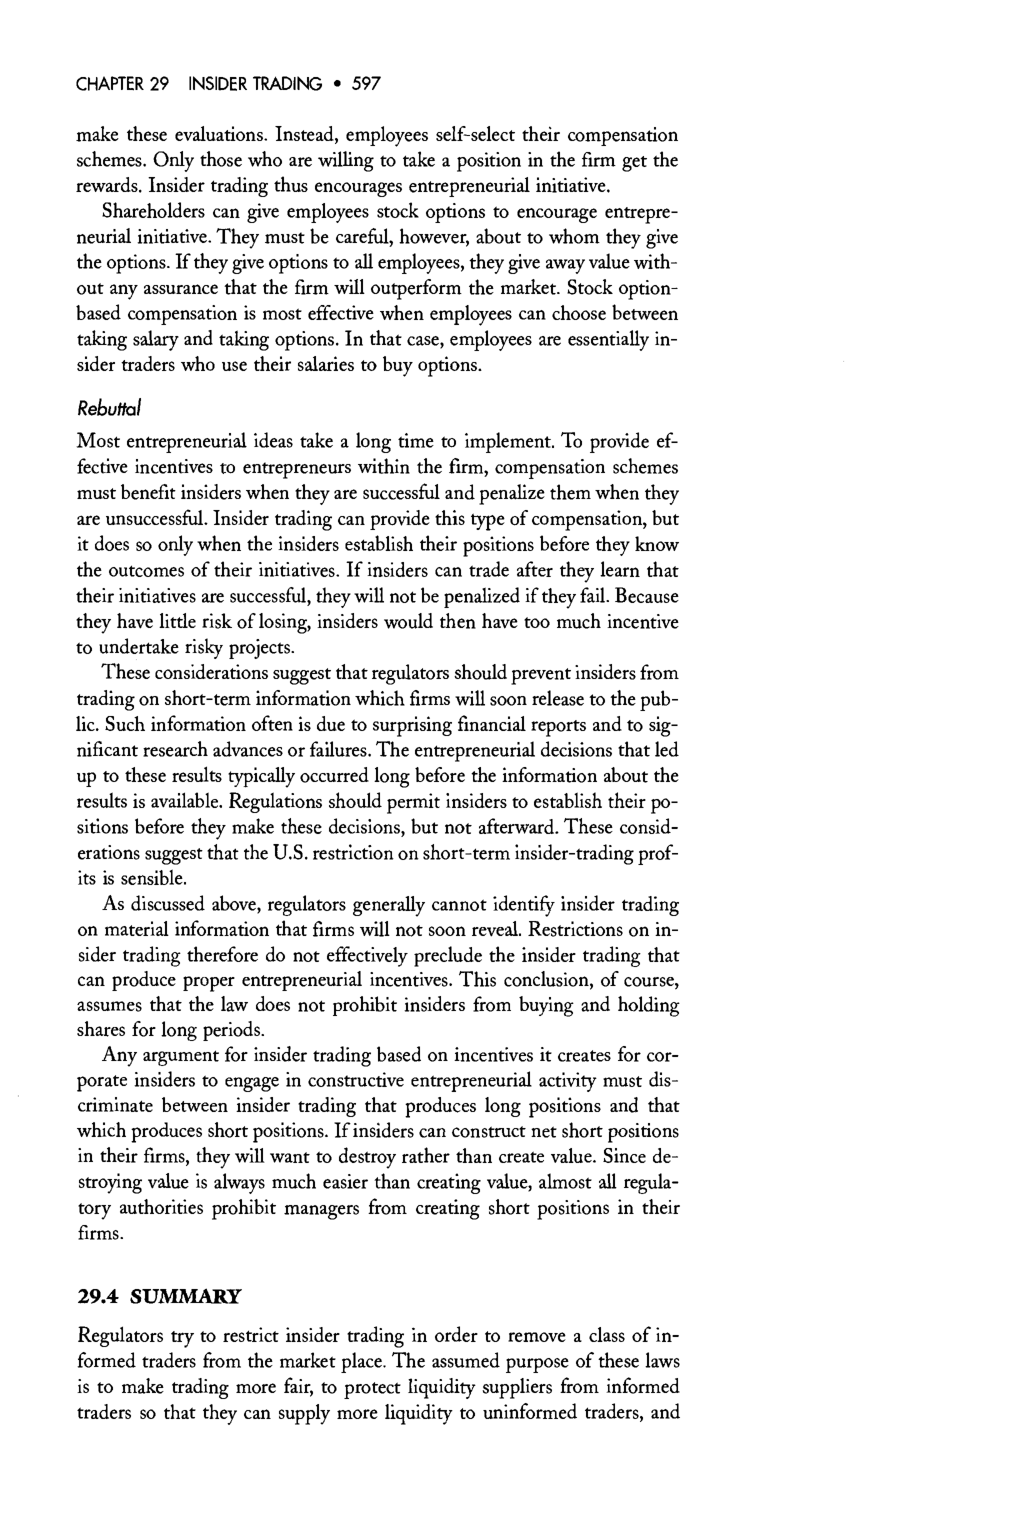 CHAPTER 29 INSIDER TRADING • 597
make these evaluations. Instead, employees self-select their compensation
schemes. Only those who are willing to take a position in the firm get the
rewards. Insider trading thus encourages entrepreneurial initiative.
Shareholders can give employees stock options to encourage entrepre-
neurial initiative. They must be careful, however, about to whom they give
the options. If they give options to all employees, they give away value with-
out any assurance that the firm will outperform the market. Stock option-
based compensation is most effective when employees can choose between
taking salary and taking options. In that case, employees are essentially in-
sider traders who use their salaries to buy options.
Rebuttal
Most entrepreneurial ideas take a long time to implement. To provide ef-
fective incentives to entrepreneurs within the firm, compensation schemes
must benefit insiders when they are successful and penalize them when they
are unsuccessful. Insider trading can provide this type of compensation, but
it does so only when the insiders establish their positions before they know
the outcomes of their initiatives. If insiders can trade after they learn that
their initiatives are successful, they will not be penalized if they fail. Because
they have little risk of losing, insiders would then have too much incentive
to undertake risky projects.
These considerations suggest that regulators should prevent insiders from
trading on short-term information which firms will soon release to the pub-
lic. Such information often is due to surprising financial reports and to sig-
nificant research advances or failures. The entrepreneurial decisions that led
up to these results typically occurred long before the information about the
results is available. Regulations should permit insiders to establish their po-
sitions before they make these decisions, but not afterward. These consid-
erations suggest that the U.S. restriction on short-term insider-trading prof-
its is sensible.
As discussed above, regulators generally cannot identify insider trading
on material information that firms will not soon reveal. Restrictions on in-
sider trading therefore do not effectively preclude the insider trading that
can produce proper entrepreneurial incentives. This conclusion, of course,
assumes that the law does not prohibit insiders from buying and holding
shares for long periods.
Any argument for insider trading based on incentives it creates for cor-
porate insiders to engage in constructive entrepreneurial activity must dis-
criminate between insider trading that produces long positions and that
which produces short positions. If insiders can construct net short positions
in their firms, they will want to destroy rather than create value. Since de-
stroying value is always much easier than creating value, almost all regula-
tory authorities prohibit managers from creating short positions in their
firms.
29.4 SUMMARY
Regulators try to restrict insider trading in order to remove a class of in-
formed traders from the market place. The assumed purpose of these laws
is to make trading more fair, to protect liquidity suppliers from informed
traders so that they can supply more liquidity to uninformed traders, and